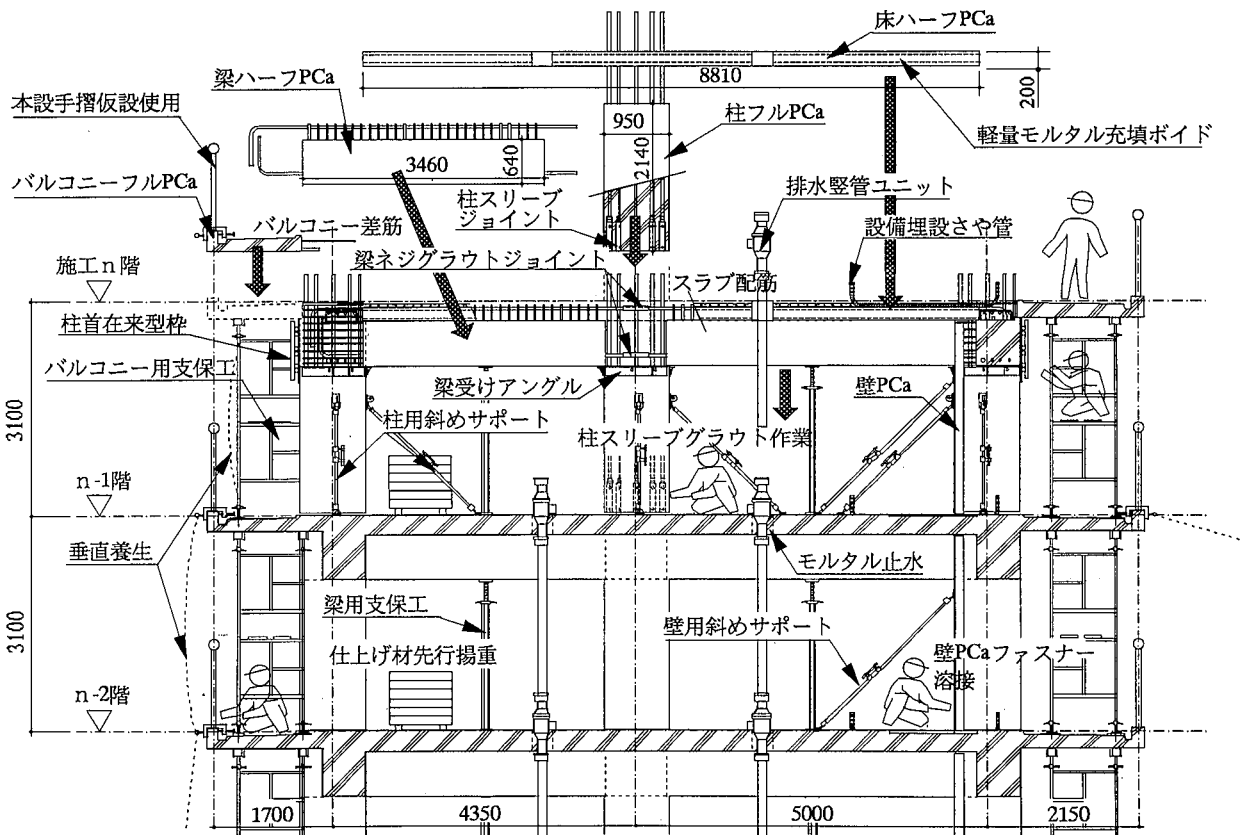 床ハーフPCa
8810
200
梁ハーフPCa
本設手摺仮設使用
950
柱フルPCa
軽量モルタル充填ボイド
640
3460
2140
バルコニーフルPCa
柱スリーブ
ジョイント
排水竪管ユニット
バルコニー差筋
設備埋設さや管
梁ネジグラウトジョイント
施工n階
スラブ配筋
柱首在来型枠
バルコニー用支保工
梁受けアングル
壁PCa
3100
柱用斜めサポート
柱スリーブグラウト作業
n-1階
垂直養生
モルタル止水
梁用支保工
3100
壁用斜めサポート
仕上げ材先行揚重
壁PCaファスナー
溶接
n-2階
1700
4350
5000
2150